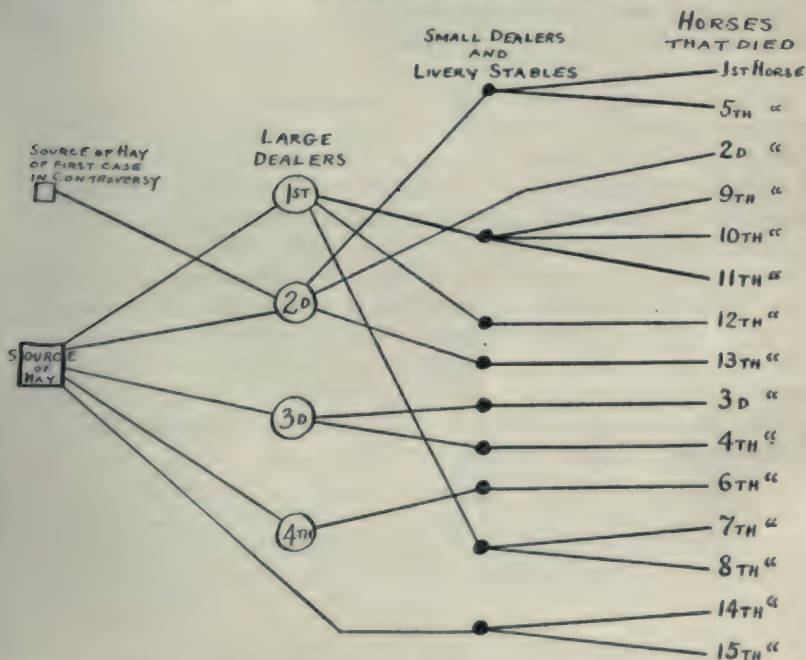 HORSES
THAT DIED
SMALL DEALERS
AND
LIVERY STABLES
LARGE
DEALERS
SOURCE OF HAY
OF FIRST CASE
IN CONTROVERSY
SOURCE
OF
HAY
1ST
2D
3D
4TH
1ST HORSE
5TH "
2D "
9TH "
10TH "
11TH "
12TH "
13TH "
3D "
4TH "
6TH "
7TH "
8TH "
14TH "
15TH "